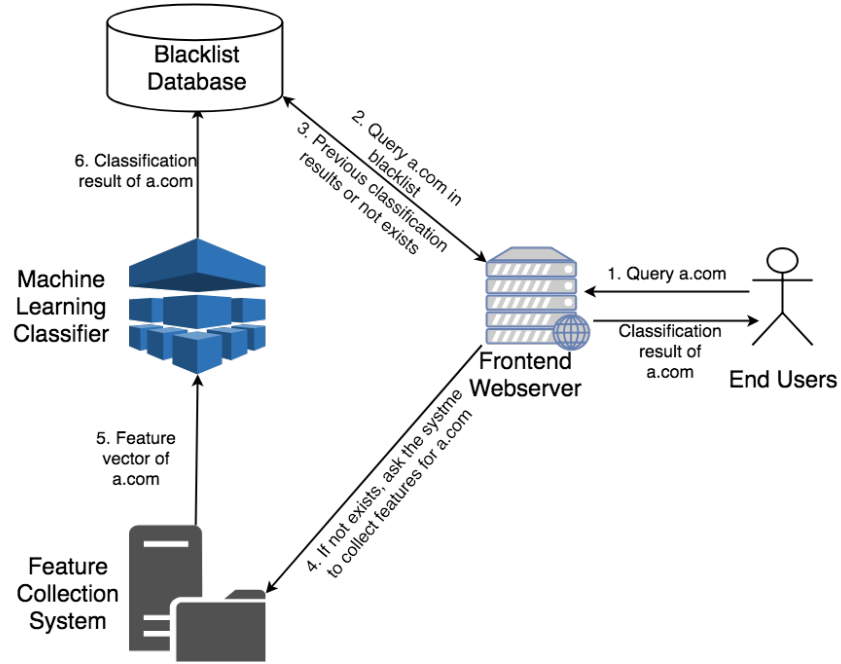 Blacklist
Database
2. Query a.com in
blacklist
3. Previous classification
results or not exists
6. Classification
result of a.com
Machine
Learning
Classifier
1. Query a.com
Classification
result of
a.com
Frontend
Webserver
End Users
4. If not exists, ask the systme
to collect features for a.com
5. Feature
vector of
a.com
Feature
Collection
System